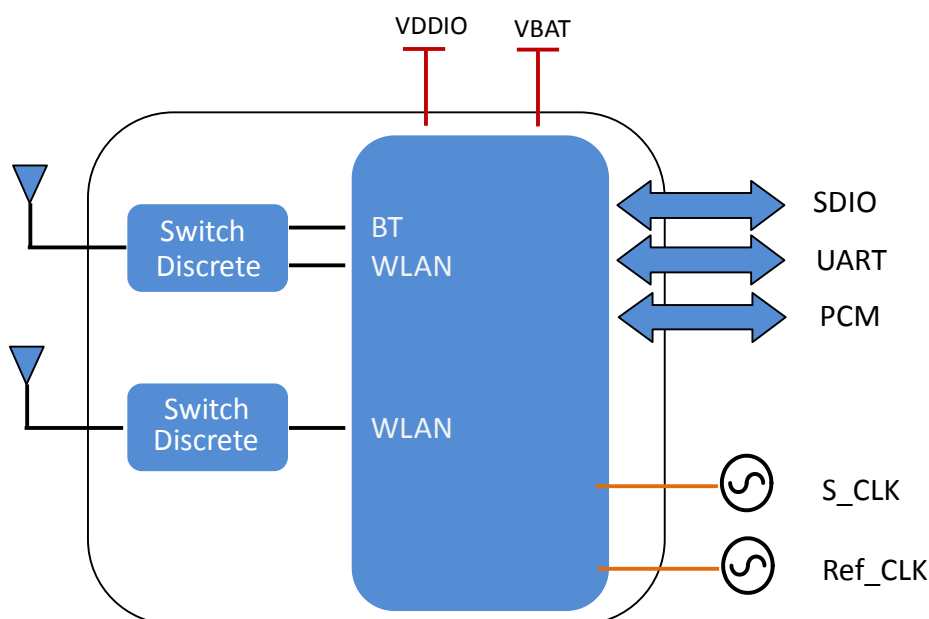 VDDIO
VBAT
Switch
Discrete
BT
WLAN
SDIO
UART
PCM
Switch
Discrete
WLAN
S_CLK
Ref_CLK